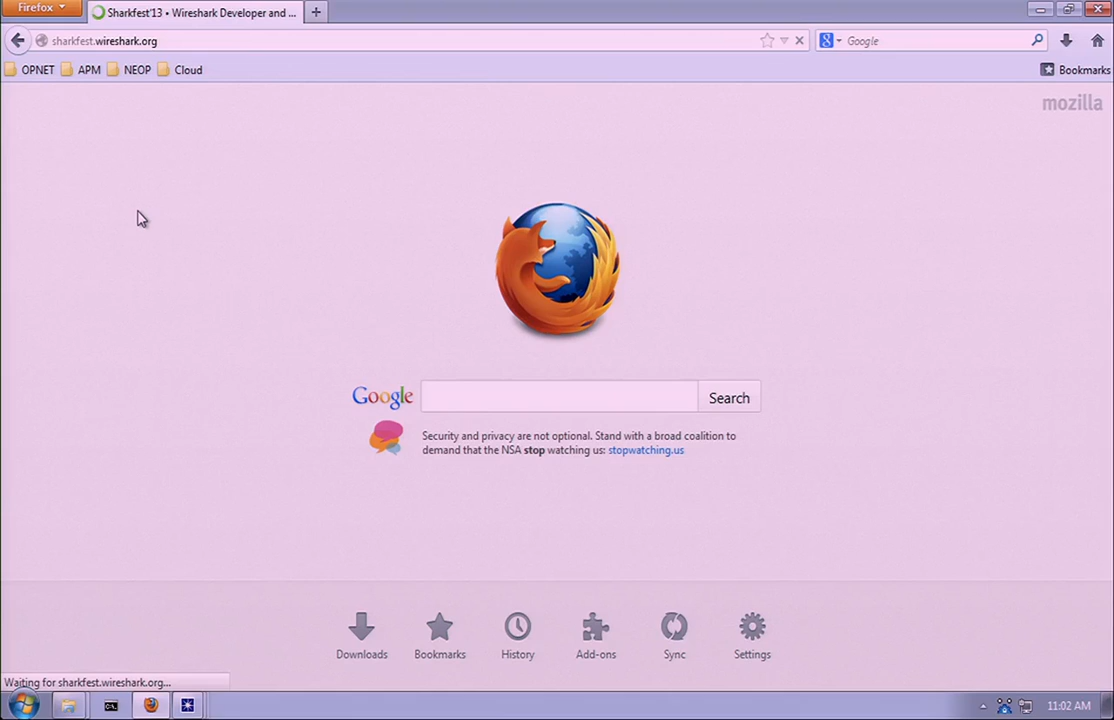 Firefox
Sharkfest'13 • Wireshark Developer and ...
sharkfest.wireshark.org
Google
OPNET
APM
NEOP
Cloud
Bookmarks
mozilla
Google
Search
Security and privacy are not optional. Stand with a broad coalition to
demand that the NSA stop watching us: stopwatching.us
Downloads
Bookmarks
History
Add-ons
Sync
Settings
Waiting for sharkfest.wireshark.org...
11:02 AM